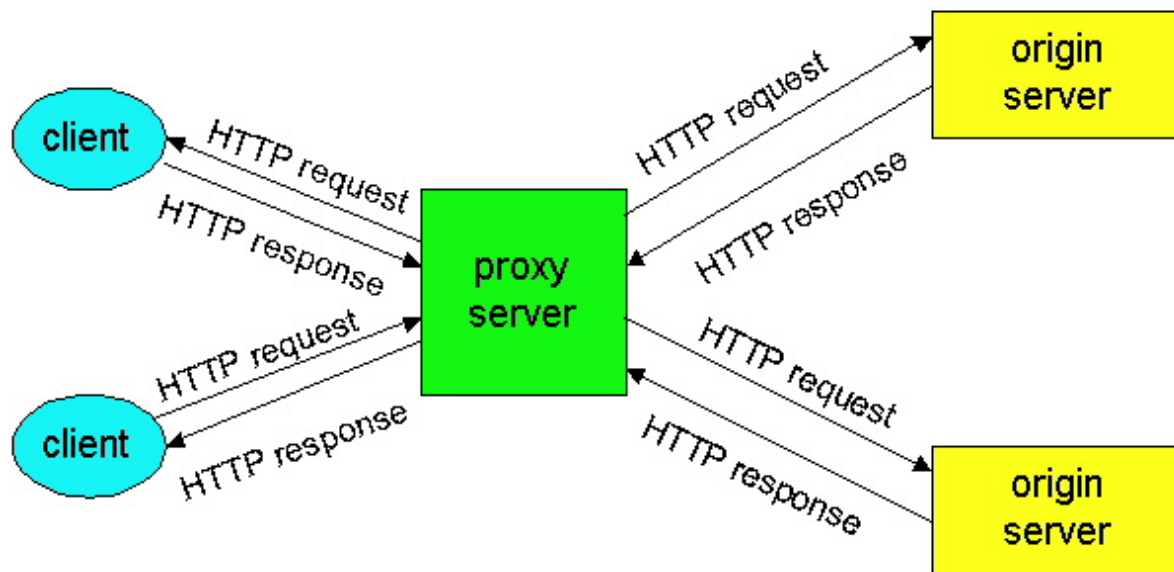 client
HTTP request
HTTP response
HTTP request
HTTP response
client
proxy
server
HTTP request
HTTP response
HTTP request
HTTP response
origin
server
origin
server